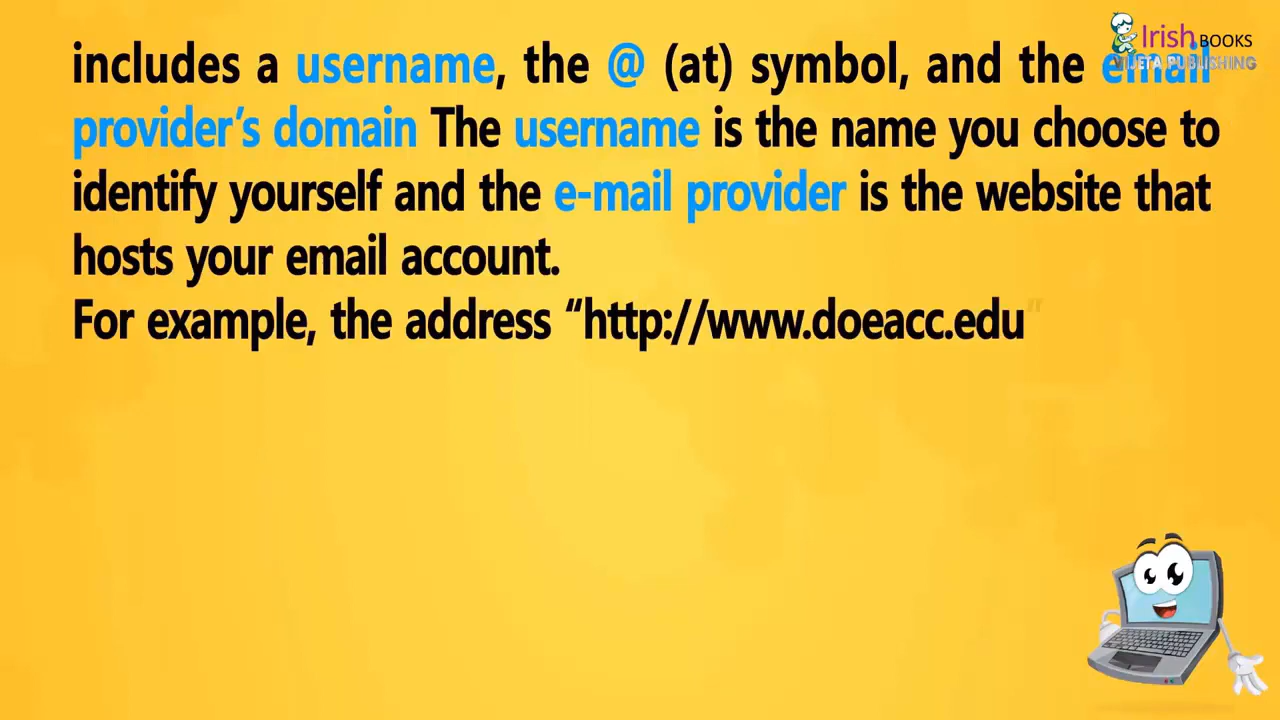 Irish BOOKS
VIJETA PUBLISHING
includes a username, the @ (at) symbol, and the email
provider’s domain The username is the name you choose to
identify yourself and the e-mail provider is the website that
hosts your email account.
For example, the address “http://www.doeacc.edu”